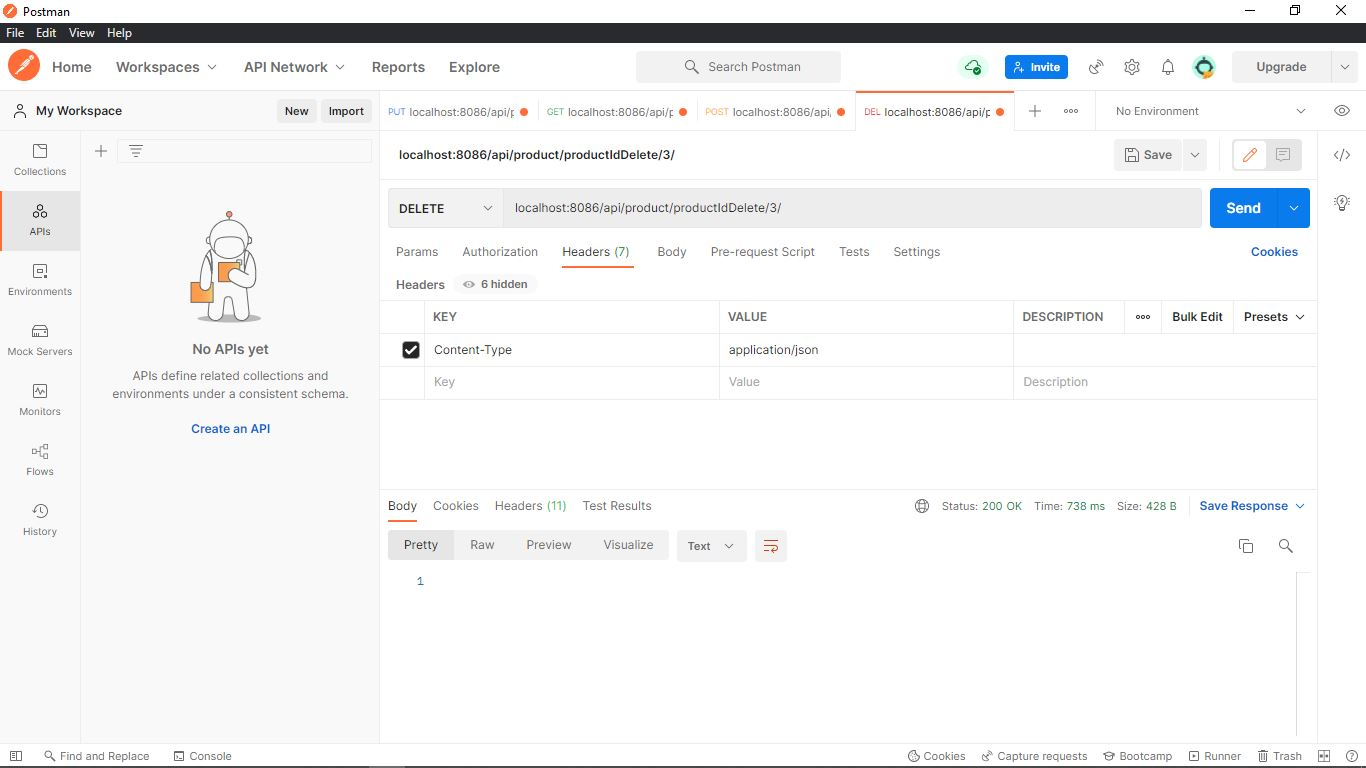 Postman
File Edit View Help
Home Workspaces API Network Reports Explore Search Postman Invite Upgrade
My Workspace New Import PUT localhost:8086/api/p GET localhost:8086/api/p POST localhost:8086/api, DEL localhost:8086/api/p No Environment
Collections
APIs
Environments
Mock Servers
Monitors
Flows
History
No APIs yet
APIs define related collections and
environments under a consistent schema.
Create an API
localhost:8086/api/product/productIdDelete/3/ Save
DELETE localhost:8086/api/product/productIdDelete/3/ Send
Params Authorization Headers (7) Body Pre-request Script Tests Settings Cookies
Headers 6 hidden
KEY VALUE DESCRIPTION Bulk Edit Presets
Content-Type application/json
Key Value Description
Body Cookies Headers (11) Test Results Status: 200 OK Time: 738 ms Size: 428 B Save Response
Pretty Raw Preview Visualize Text
1
Find and Replace Console Cookies Capture requests Bootcamp Runner Trash